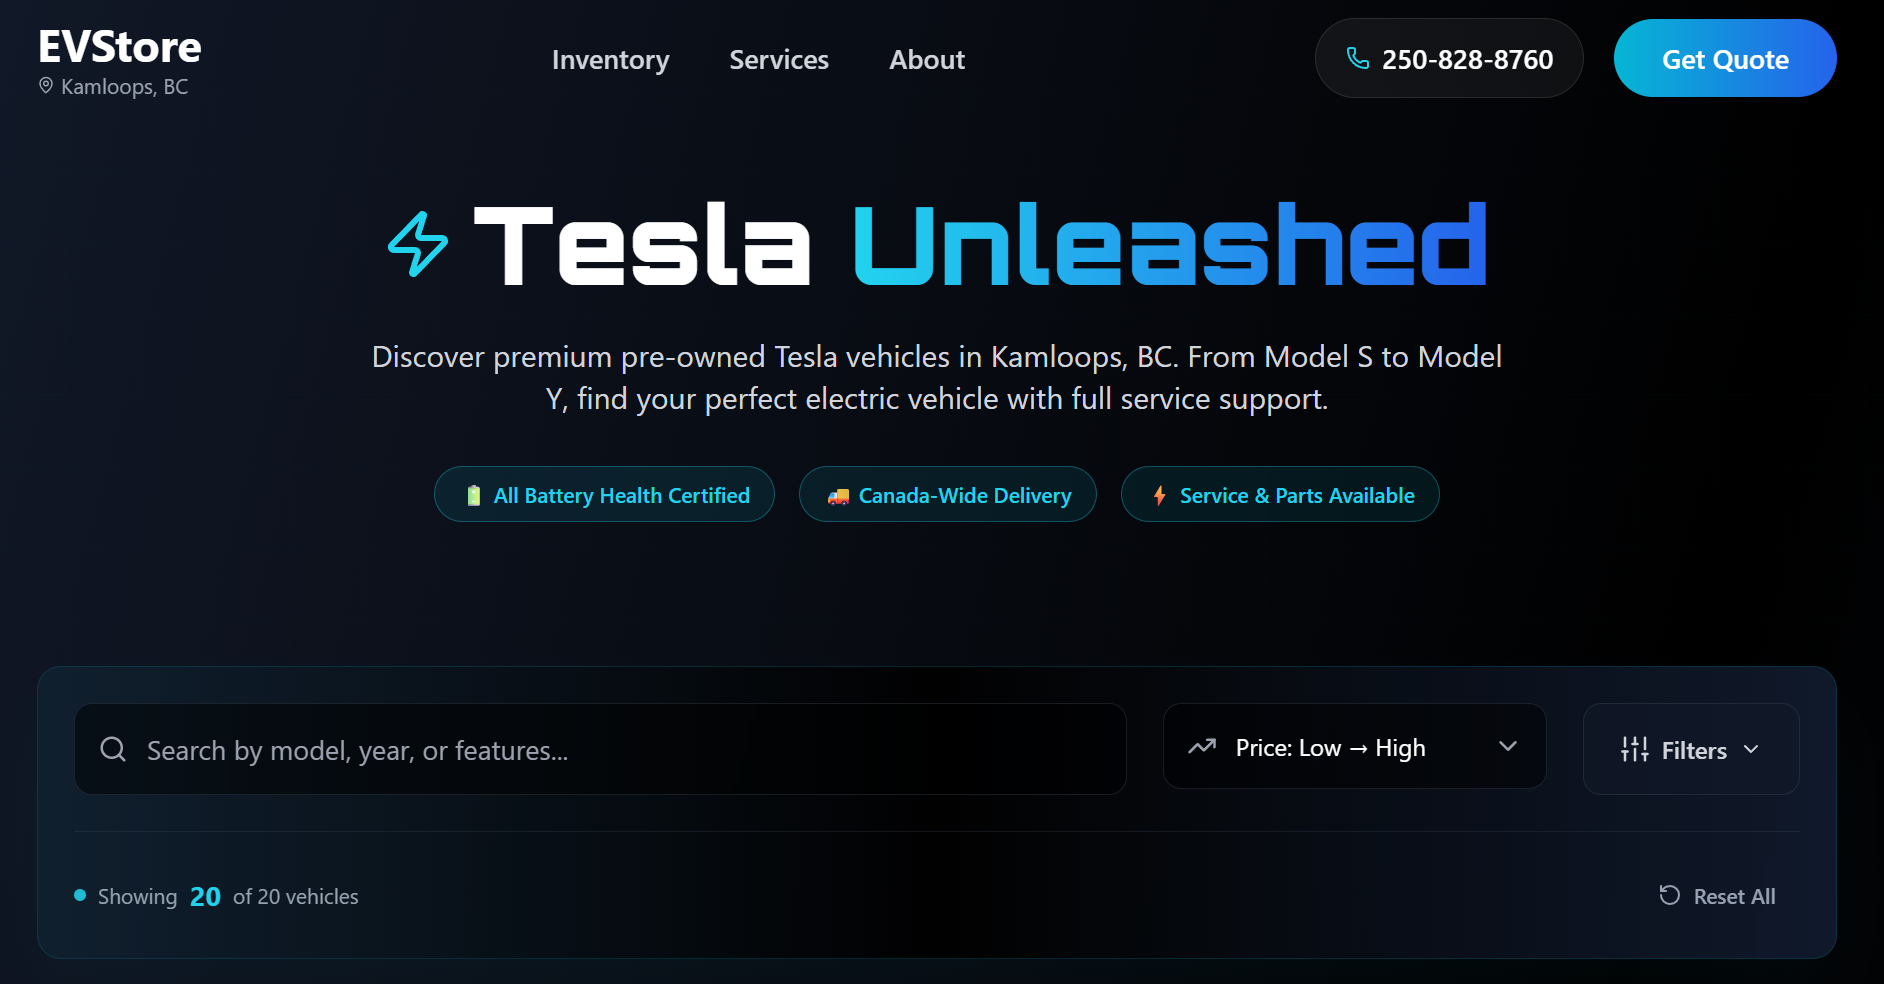 EVStore
Kamloops, BC
Inventory
Services
About
250-828-8760
Get Quote
Tesla Unleashed
Discover premium pre-owned Tesla vehicles in Kamloops, BC. From Model S to Model
Y, find your perfect electric vehicle with full service support.
🔋 All Battery Health Certified
🚚 Canada-Wide Delivery
⚡ Service & Parts Available
Search by model, year, or features...
Price: Low → High
Filters
Showing 20 of 20 vehicles
Reset All